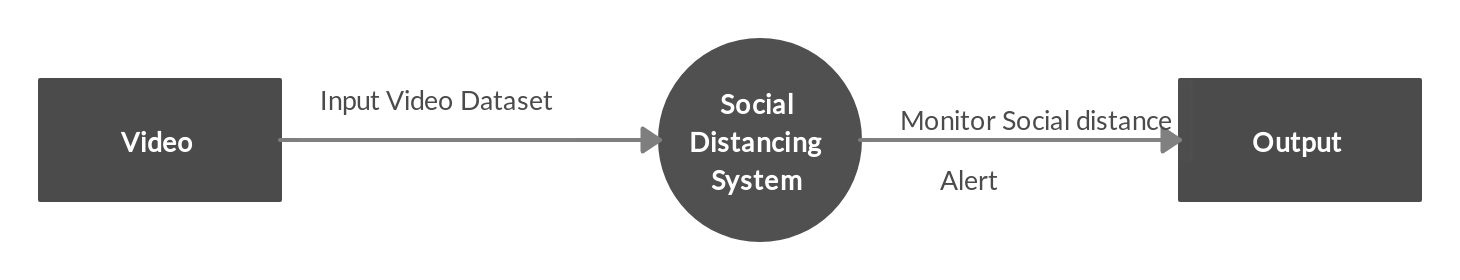 Video
Input Video Dataset
Social
Distancing
System
Monitor Social distance
Alert
Output